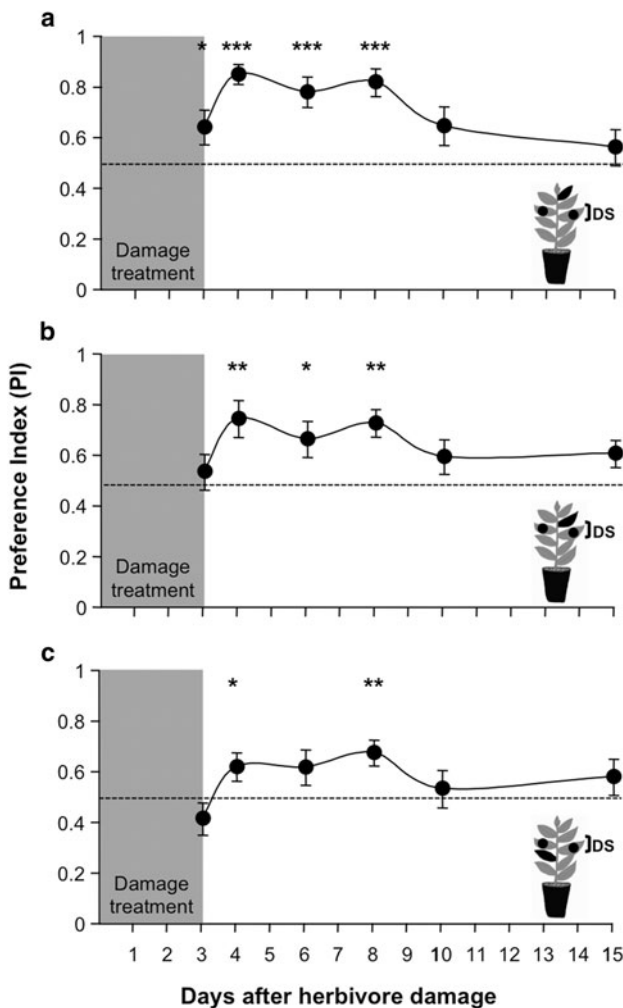 a
* *** *** ***
1
0.8
0.6
0.4
0.2
0
Damage
treatment
DS
b
** * **
1
0.8
0.6
0.4
0.2
0
Damage
treatment
DS
c
* **
1
0.8
0.6
0.4
0.2
0
Damage
treatment
DS
Preference Index (PI)
1 2 3 4 6 7 8 10 11 13 14 15
Days after herbivore damage